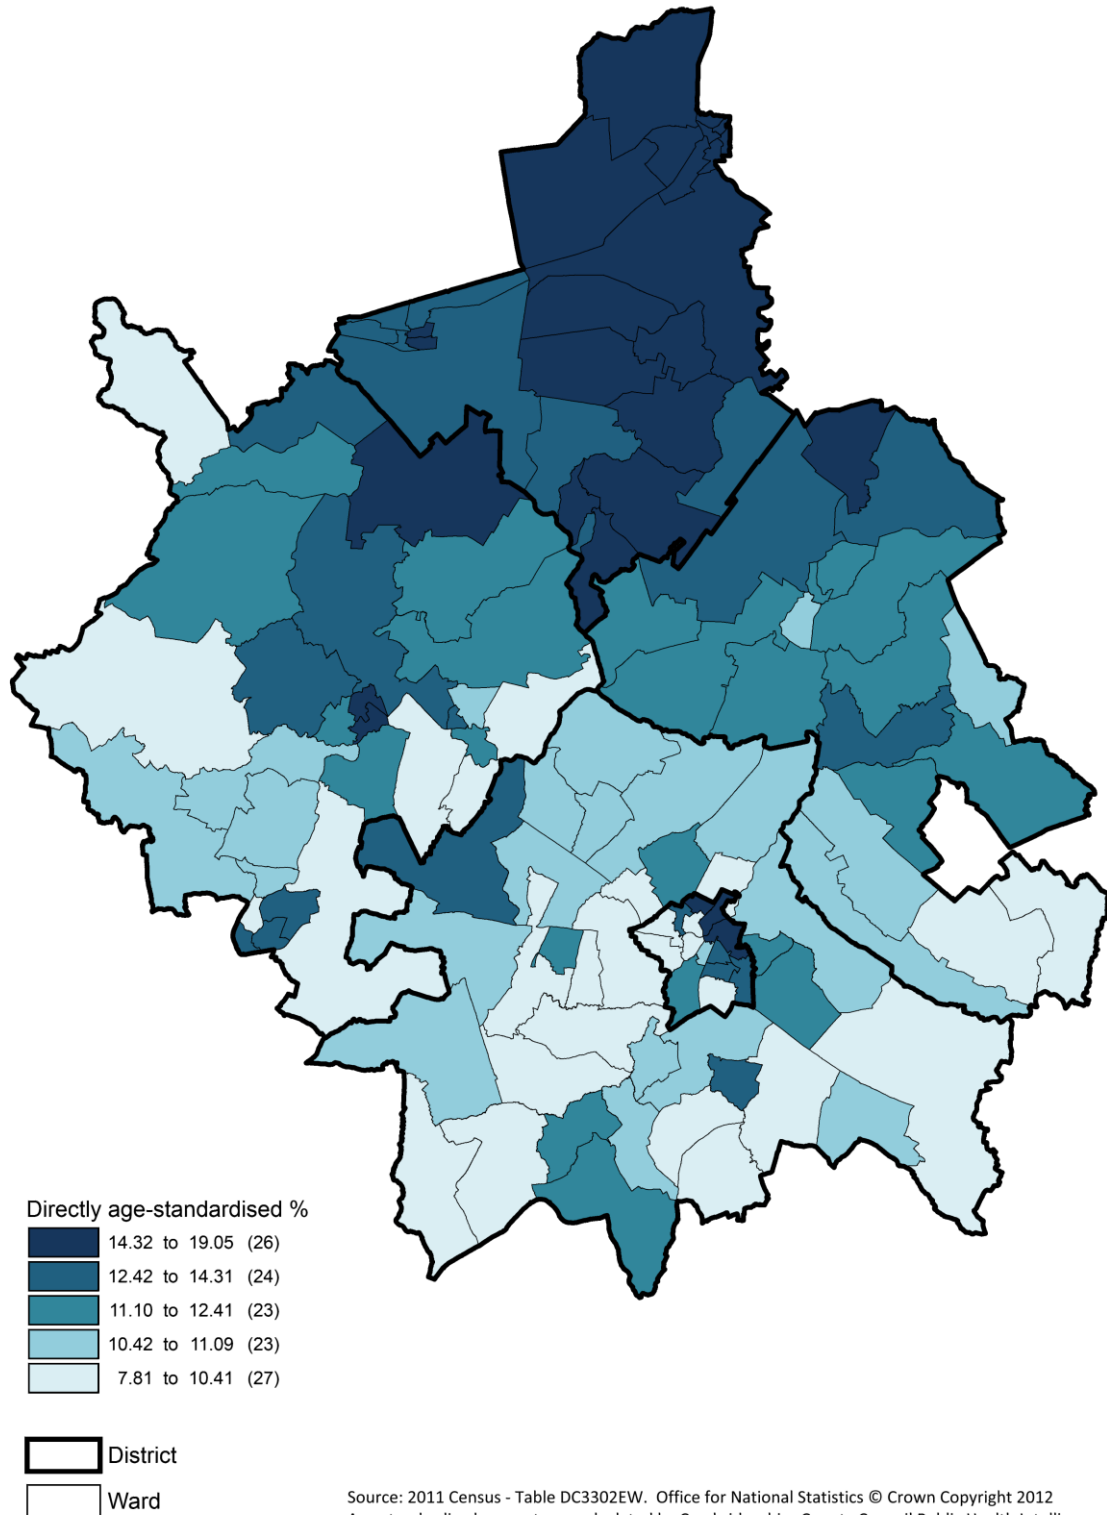 Directly age-standardised %
14.32 to 19.05 (26)
12.42 to 14.31 (24)
11.10 to 12.41 (23)
10.42 to 11.09 (23)
7.81 to 10.41 (27)
District
Ward
Source: 2011 Census - Table DC3302EW. Office for National Statistics © Crown Copyright 2012